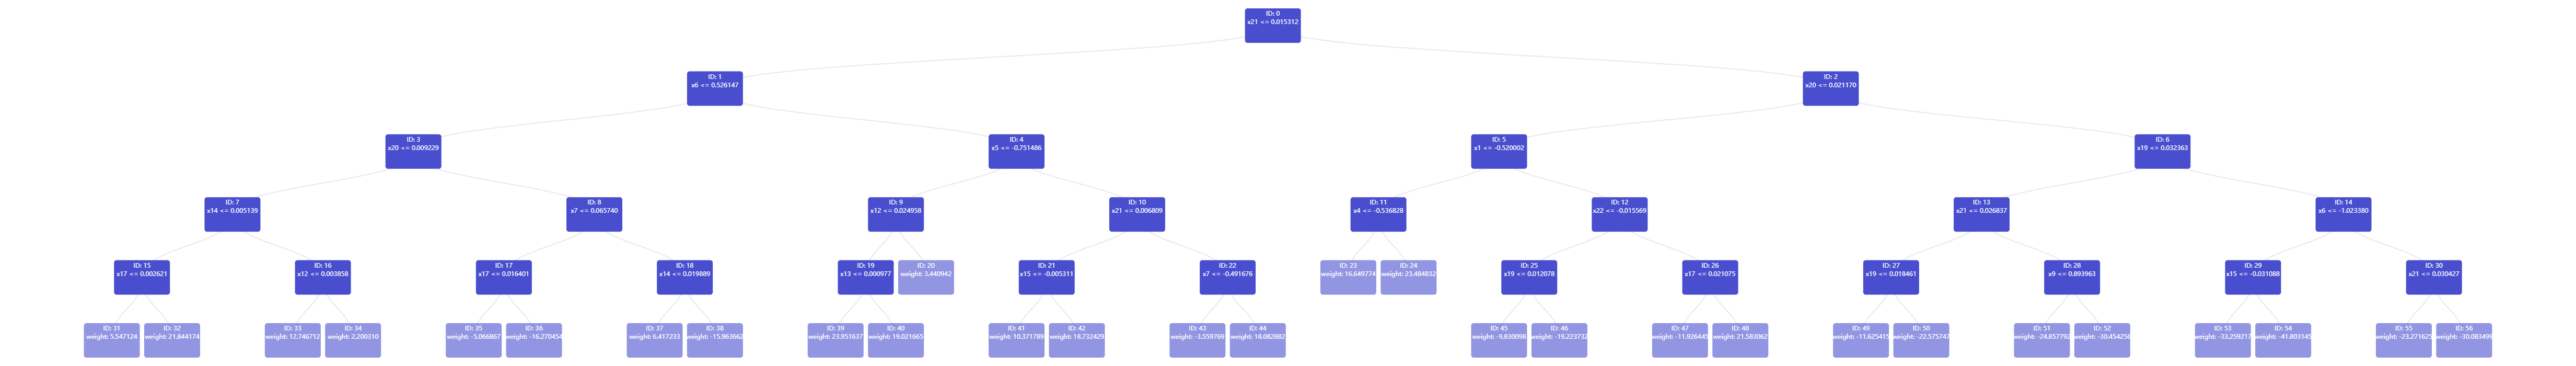 ID: 0
x21 <= 0.015312
ID: 1
x6 <= 0.526147
ID: 2
x20 <= 0.021170
ID: 3
x20 <= 0.009229
ID: 4
x5 <= -0.751486
ID: 5
x1 <= -0.520002
ID: 6
x19 <= 0.032363
ID: 7
x14 <= 0.005139
ID: 8
x7 <= 0.065740
ID: 9
x12 <= 0.024958
ID: 10
x21 <= 0.006809
ID: 11
x4 <= -0.536828
ID: 12
x22 <= -0.015569
ID: 13
x21 <= 0.026837
ID: 14
x6 <= -1.023380
ID: 15
x17 <= 0.002621
ID: 16
x12 <= 0.003858
ID: 17
x17 <= 0.016401
ID: 18
x14 <= 0.019889
ID: 19
x13 <= 0.000977
ID: 20
weight: 3.440942
ID: 21
x15 <= -0.005311
ID: 22
x7 <= -0.491676
ID: 23
weight: 16.649774
ID: 24
weight: 23.484832
ID: 25
x19 <= 0.012078
ID: 26
x17 <= 0.021075
ID: 27
x19 <= 0.018461
ID: 28
x9 <= 0.893963
ID: 29
x15 <= -0.031088
ID: 30
x21 <= 0.030427
ID: 31
weight: 5.547124
ID: 32
weight: 21.844174
ID: 33
weight: 12.746712
ID: 34
weight: 2.200310
ID: 35
weight: -5.066867
ID: 36
weight: -16.270454
ID: 37
weight: 6.417233
ID: 38
weight: -15.963662
ID: 39
weight: 23.951637
ID: 40
weight: 19.021665
ID: 41
weight: 10.371789
ID: 42
weight: 18.732429
ID: 43
weight: -3.559769
ID: 44
weight: 18.082882
ID: 45
weight: -9.830098
ID: 46
weight: -19.223732
ID: 47
weight: -11.926445
ID: 48
weight: 21.583062
ID: 49
weight: -11.625415
ID: 50
weight: -22.575747
ID: 51
weight: -24.857792
ID: 52
weight: -30.454256
ID: 53
weight: -33.259217
ID: 54
weight: -41.803145
ID: 55
weight: -23.271625
ID: 56
weight: -30.083499